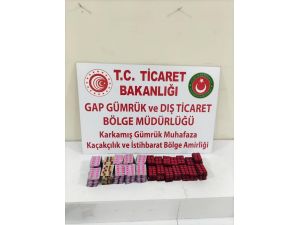 T.C. TİCARET
BAKANLIĞI
GAP GÜMRÜK ve DIŞ TİCARET
BÖLGE MÜDÜRLÜĞÜ
Karkamış Gümrük Muhafaza
Kaçakçılık ve İstihbarat Bölge Amirliği